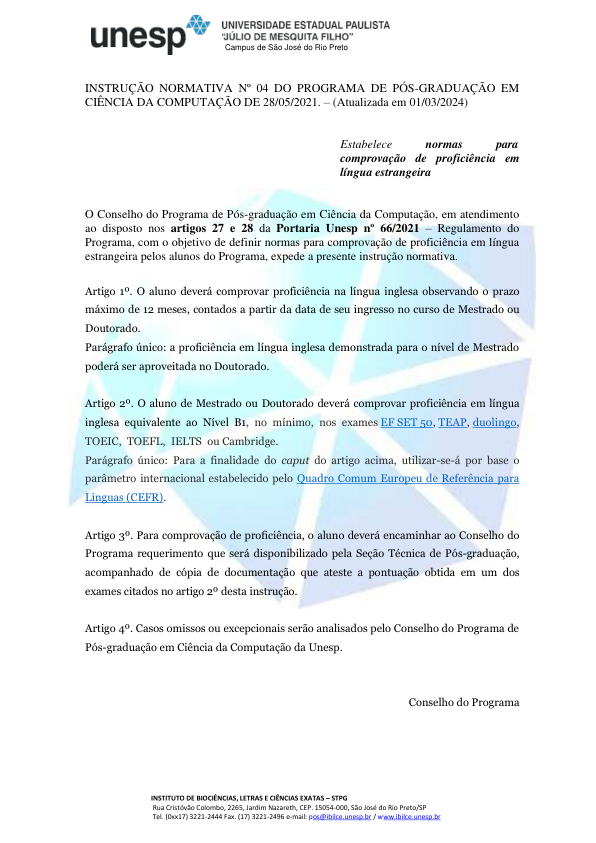 unesp
UNIVERSIDADE ESTADUAL PAULISTA
"JÚLIO DE MESQUITA FILHO"
Campus de São José do Rio Preto
INSTRUÇÃO NORMATIVA Nº 04 DO PROGRAMA DE PÓS-GRADUAÇÃO EM
CIÊNCIA DA COMPUTAÇÃO DE 28/05/2021. – (Atualizada em 01/03/2024)
Estabelece normas para
comprovação de proficiência em
língua estrangeira
O Conselho do Programa de Pós-graduação em Ciência da Computação, em atendimento
ao disposto nos artigos 27 e 28 da Portaria Unesp nº 66/2021 – Regulamento do
Programa, com o objetivo de definir normas para comprovação de proficiência em língua
estrangeira pelos alunos do Programa, expede a presente instrução normativa.
Artigo 1º. O aluno deverá comprovar proficiência na língua inglesa observando o prazo
máximo de 12 meses, contados a partir da data de seu ingresso no curso de Mestrado ou
Doutorado.
Parágrafo único: a proficiência em língua inglesa demonstrada para o nível de Mestrado
poderá ser aproveitada no Doutorado.
Artigo 2º. O aluno de Mestrado ou Doutorado deverá comprovar proficiência em língua
inglesa equivalente ao Nível B1, no mínimo, nos exames EF SET 50, TEAP, duolingo,
TOEIC, TOEFL, IELTS ou Cambridge.
Parágrafo único: Para a finalidade do caput do artigo acima, utilizar-se-á por base o
parâmetro internacional estabelecido pelo Quadro Comum Europeu de Referência para
Línguas (CEFR).
Artigo 3º. Para comprovação de proficiência, o aluno deverá encaminhar ao Conselho do
Programa requerimento que será disponibilizado pela Seção Técnica de Pós-graduação,
acompanhado de cópia de documentação que ateste a pontuação obtida em um dos
exames citados no artigo 2º desta instrução.
Artigo 4º. Casos omissos ou excepcionais serão analisados pelo Conselho do Programa de
Pós-graduação em Ciência da Computação da Unesp.
Conselho do Programa
INSTITUTO DE BIOCIÊNCIAS, LETRAS E CIÊNCIAS EXATAS – STPG
Rua Cristóvão Colombo, 2265, Jardim Nazareth, CEP. 15054-000, São José do Rio Preto/SP
Tel. (0xx17) 3221-2444 Fax. (17) 3221-2496 e-mail: pos@ibilce.unesp.br / www.ibilce.unesp.br